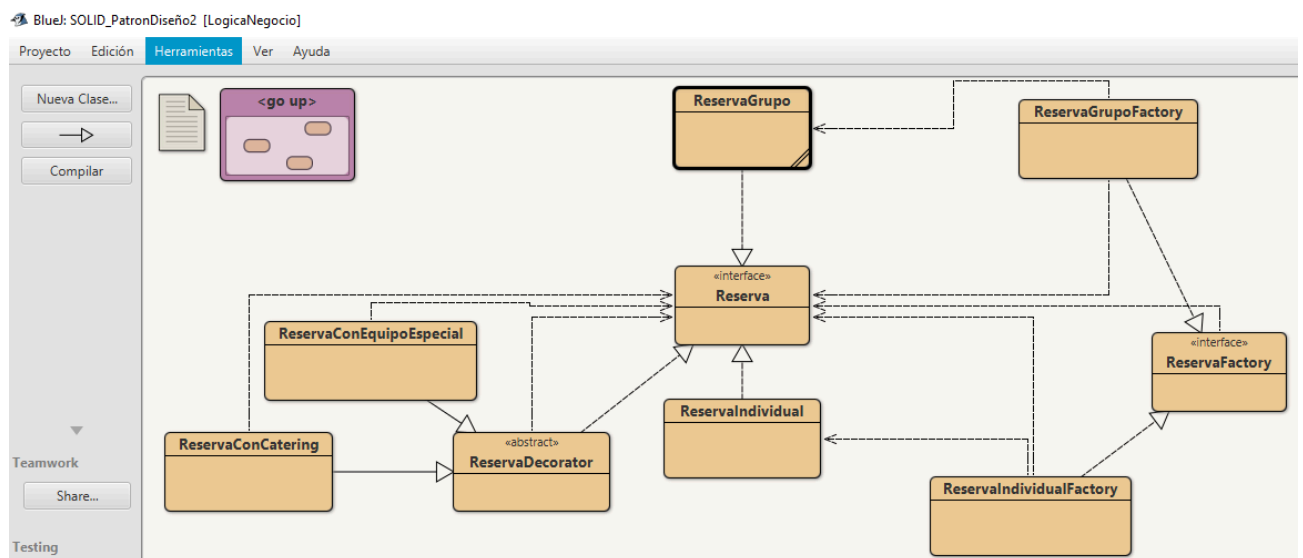 BlueJ: SOLID_PatronDiseño2 [LogicaNegocio]
Proyecto Edición Herramientas Ver Ayuda
Nueva Clase...
Compilar
Teamwork
Share...
Testing
<go up>
ReservaGrupo
ReservaGrupoFactory
«interface»
Reserva
ReservaConEquipoEspecial
«interface»
ReservaFactory
ReservaIndividual
ReservaConCatering
«abstract»
ReservaDecorator
ReservaIndividualFactory